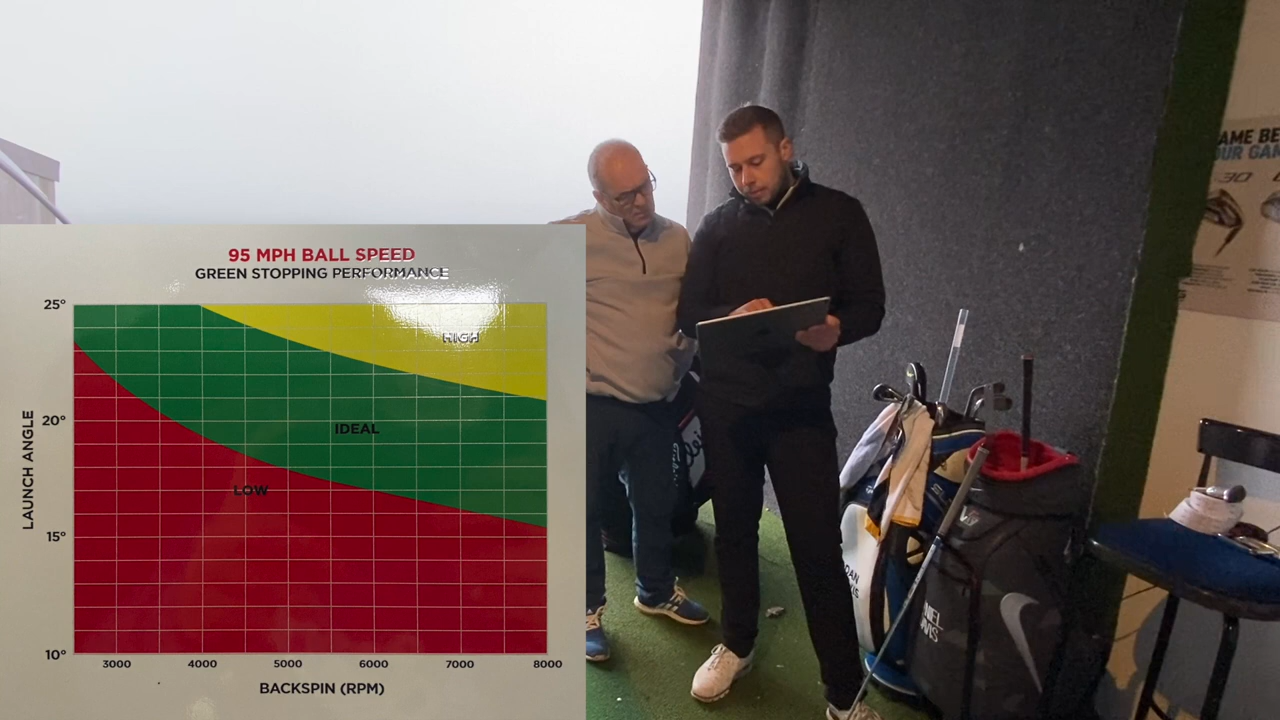 95 MPH BALL SPEED
GREEN STOPPING PERFORMANCE
25°
20°
15°
10°
LAUNCH ANGLE
HIGH
IDEAL
LOW
3000
4000
5000
6000
7000
8000
BACKSPIN (RPM)
30